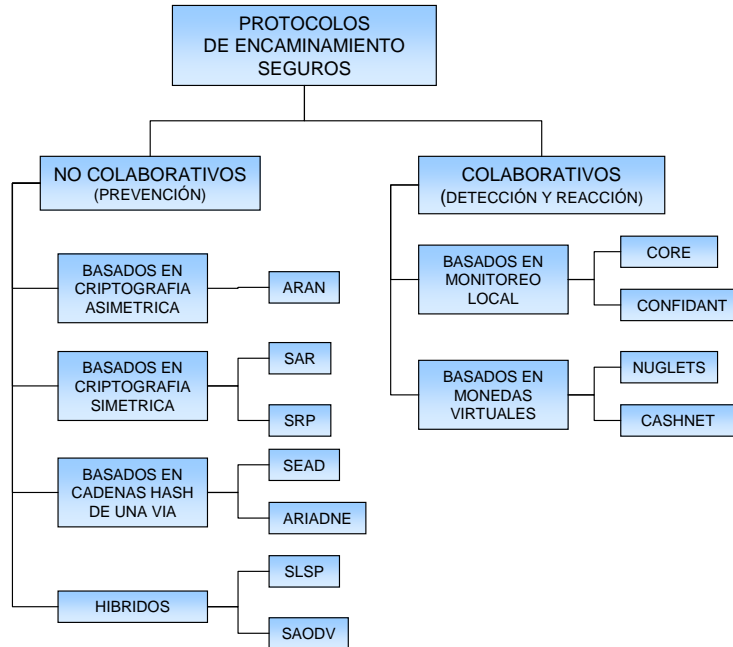 PROTOCOLOS
DE ENCAMINAMIENTO
SEGUROS
NO COLABORATIVOS
(PREVENCIÓN)
BASADOS EN
CRIPTOGRAFIA
ASIMETRICA
ARAN
BASADOS EN
CRIPTOGRAFIA
SIMETRICA
SAR
SRP
BASADOS EN
CADENAS HASH
DE UNA VIA
SEAD
ARIADNE
HIBRIDOS
SLSP
SAODV
COLABORATIVOS
(DETECCIÓN Y REACCIÓN)
BASADOS EN
MONITOREO
LOCAL
CORE
CONFIDANT
BASADOS EN
MONEDAS
VIRTUALES
NUGLETS
CASHNET